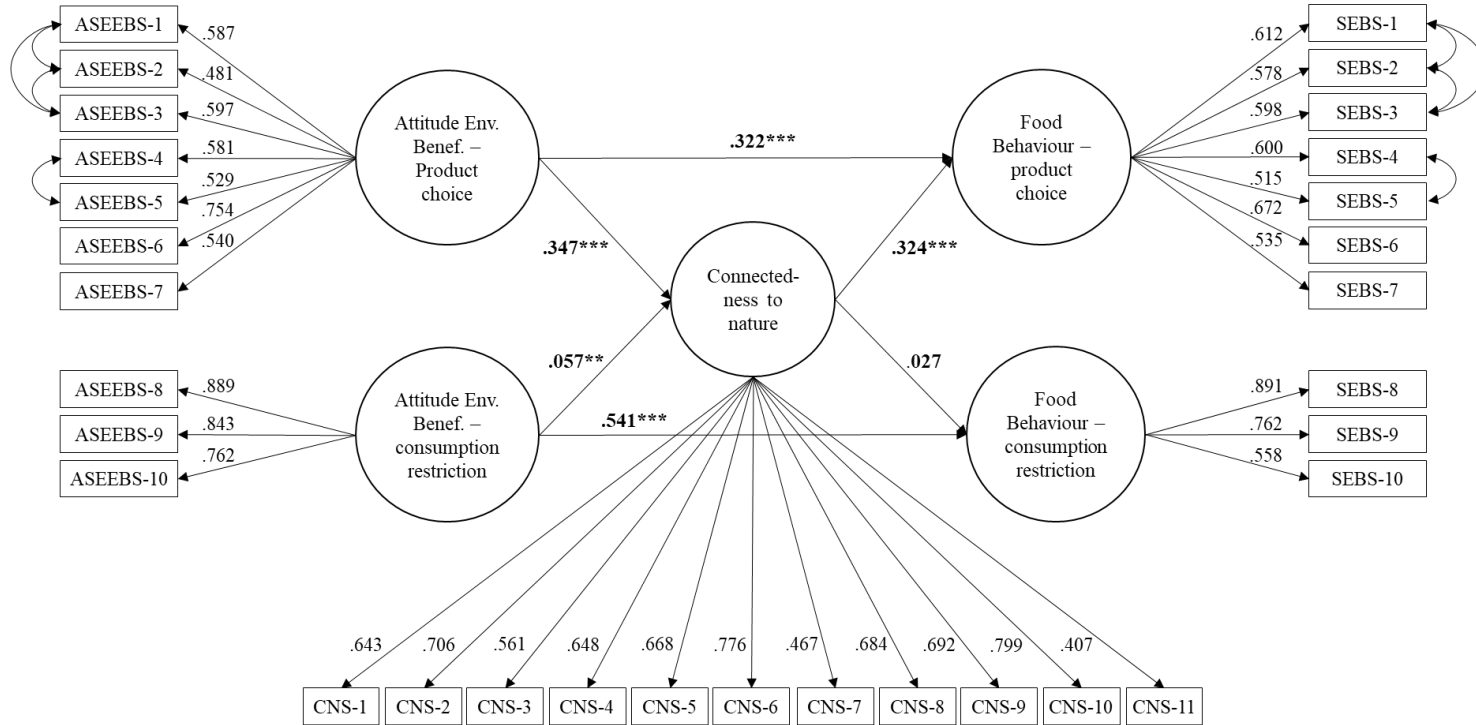 ASEEBS-1
ASEEBS-2
ASEEBS-3
ASEEBS-4
ASEEBS-5
ASEEBS-6
ASEEBS-7
.587
.481
.597
.581
.529
.754
.540
Attitude Env.
Benef. –
Product
choice
.322***
Food
Behaviour –
product
choice
.612
.578
.598
.600
.515
.672
.535
SEBS-1
SEBS-2
SEBS-3
SEBS-4
SEBS-5
SEBS-6
SEBS-7
.347***
.324***
Connected-
ness to
nature
.057**
.027
ASEEBS-8
ASEEBS-9
ASEEBS-10
.889
.843
.762
Attitude Env.
Benef. –
consumption
restriction
.541***
Food
Behaviour –
consumption
restriction
.891
.762
.558
SEBS-8
SEBS-9
SEBS-10
.643 .706 .561 .648 .668 .776 .467 .684 .692 .799 .407
CNS-1 CNS-2 CNS-3 CNS-4 CNS-5 CNS-6 CNS-7 CNS-8 CNS-9 CNS-10 CNS-11